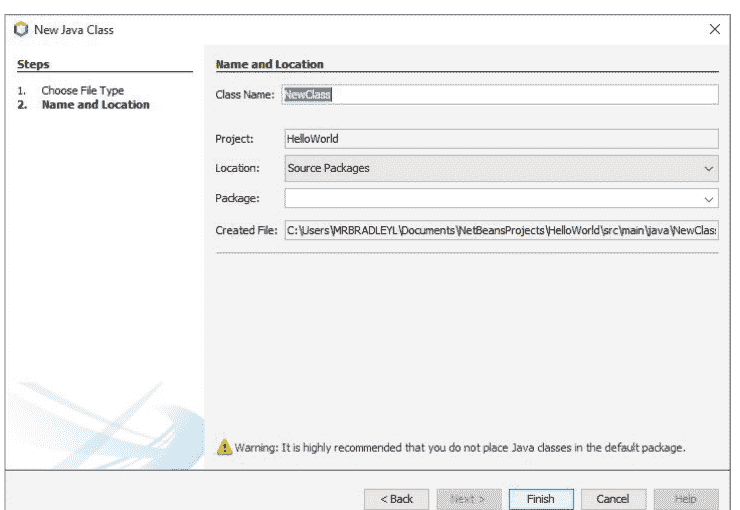 New Java Class
Steps
1. Choose File Type
2. Name and Location
Name and Location
Class Name: NewClass
Project: HelloWorld
Location: Source Packages
Package:
Created File: C:\Users\MRBRADLEYL\Documents\NetBeansProjects\HelloWorld\src\main\java\NewClas
Warning: It is highly recommended that you do not place Java classes in the default package.
< Back Next > Finish Cancel Help